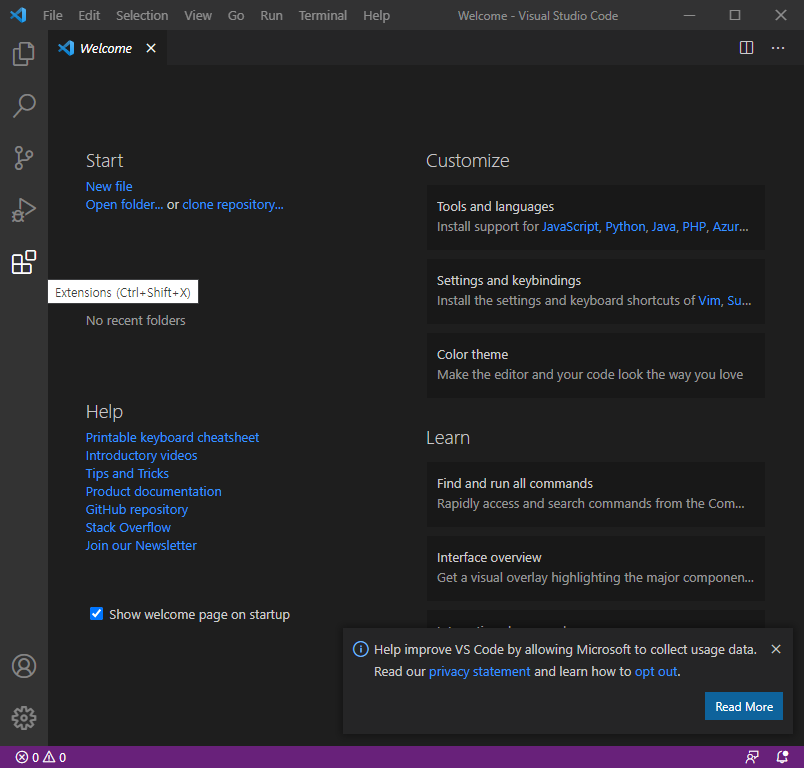 File Edit Selection View Go Run Terminal Help Welcome - Visual Studio Code
Welcome
Start
New file
Open folder... or clone repository...
Extensions (Ctrl+Shift+X)
No recent folders
Help
Printable keyboard cheatsheet
Introductory videos
Tips and Tricks
Product documentation
GitHub repository
Stack Overflow
Join our Newsletter
Show welcome page on startup
Customize
Tools and languages
Install support for JavaScript, Python, Java, PHP, Azur...
Settings and keybindings
Install the settings and keyboard shortcuts of Vim, Su...
Color theme
Make the editor and your code look the way you love
Learn
Find and run all commands
Rapidly access and search commands from the Com...
Interface overview
Get a visual overlay highlighting the major componen...
Help improve VS Code by allowing Microsoft to collect usage data.
Read our privacy statement and learn how to opt out.
Read More
0 0